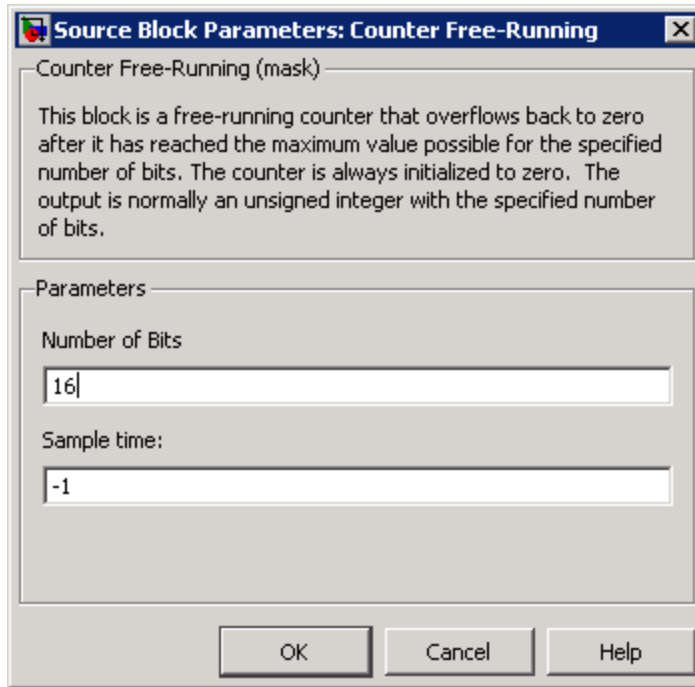 Source Block Parameters: Counter Free-Running
Counter Free-Running (mask)
This block is a free-running counter that overflows back to zero
after it has reached the maximum value possible for the specified
number of bits. The counter is always initialized to zero.  The
output is normally an unsigned integer with the specified number
of bits.
Parameters
Number of Bits
16
Sample time:
-1
OK Cancel Help